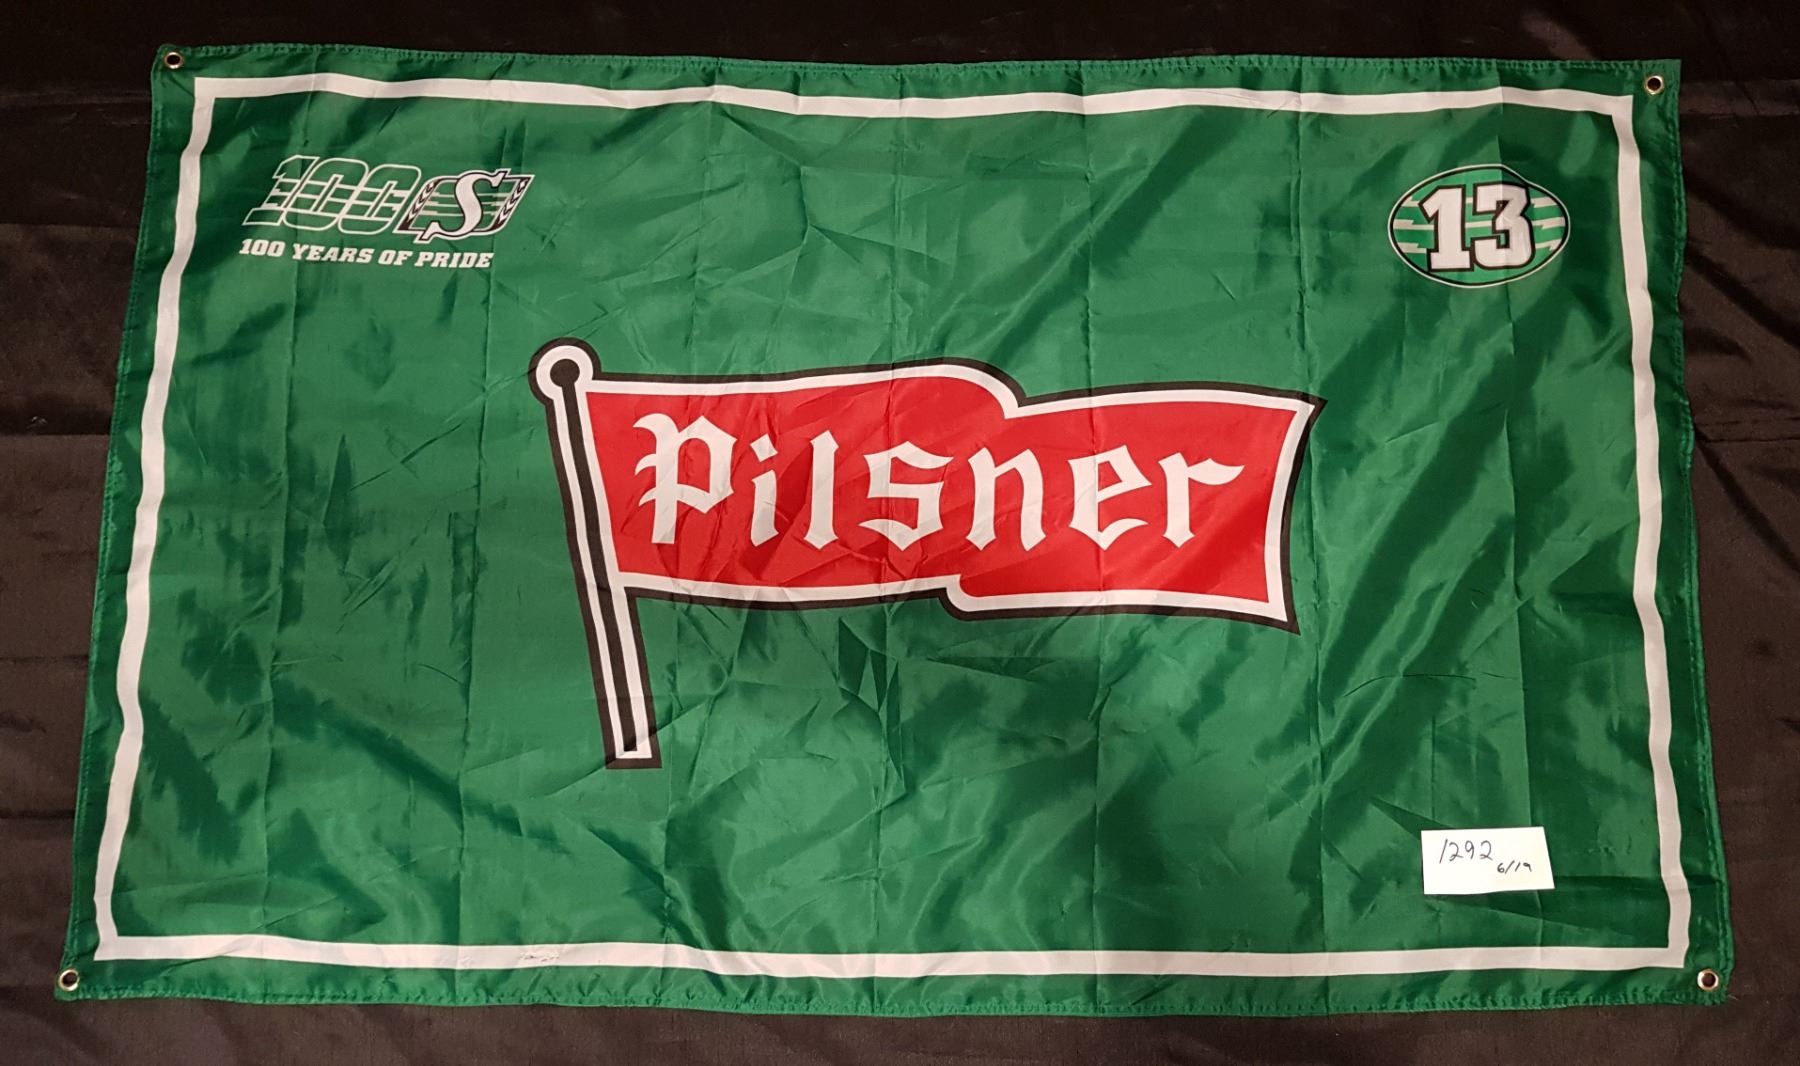 100 S
100 YEARS OF PRIDE
13
Pilsner
1292
6/19